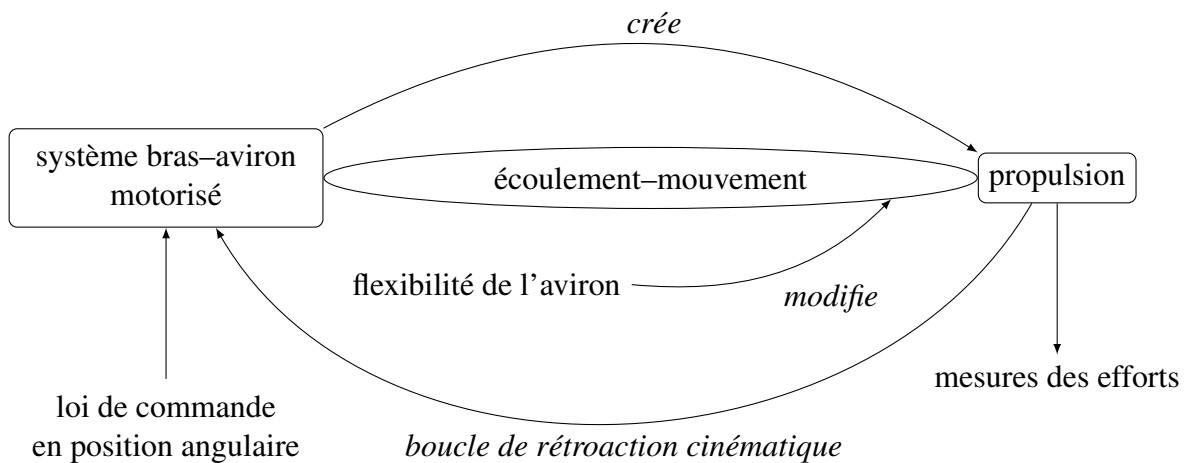 crée
système bras–aviron
motorisé
écoulement–mouvement
propulsion
flexibilité de l'aviron
modifie
mesures des efforts
loi de commande
en position angulaire
boucle de rétroaction cinématique